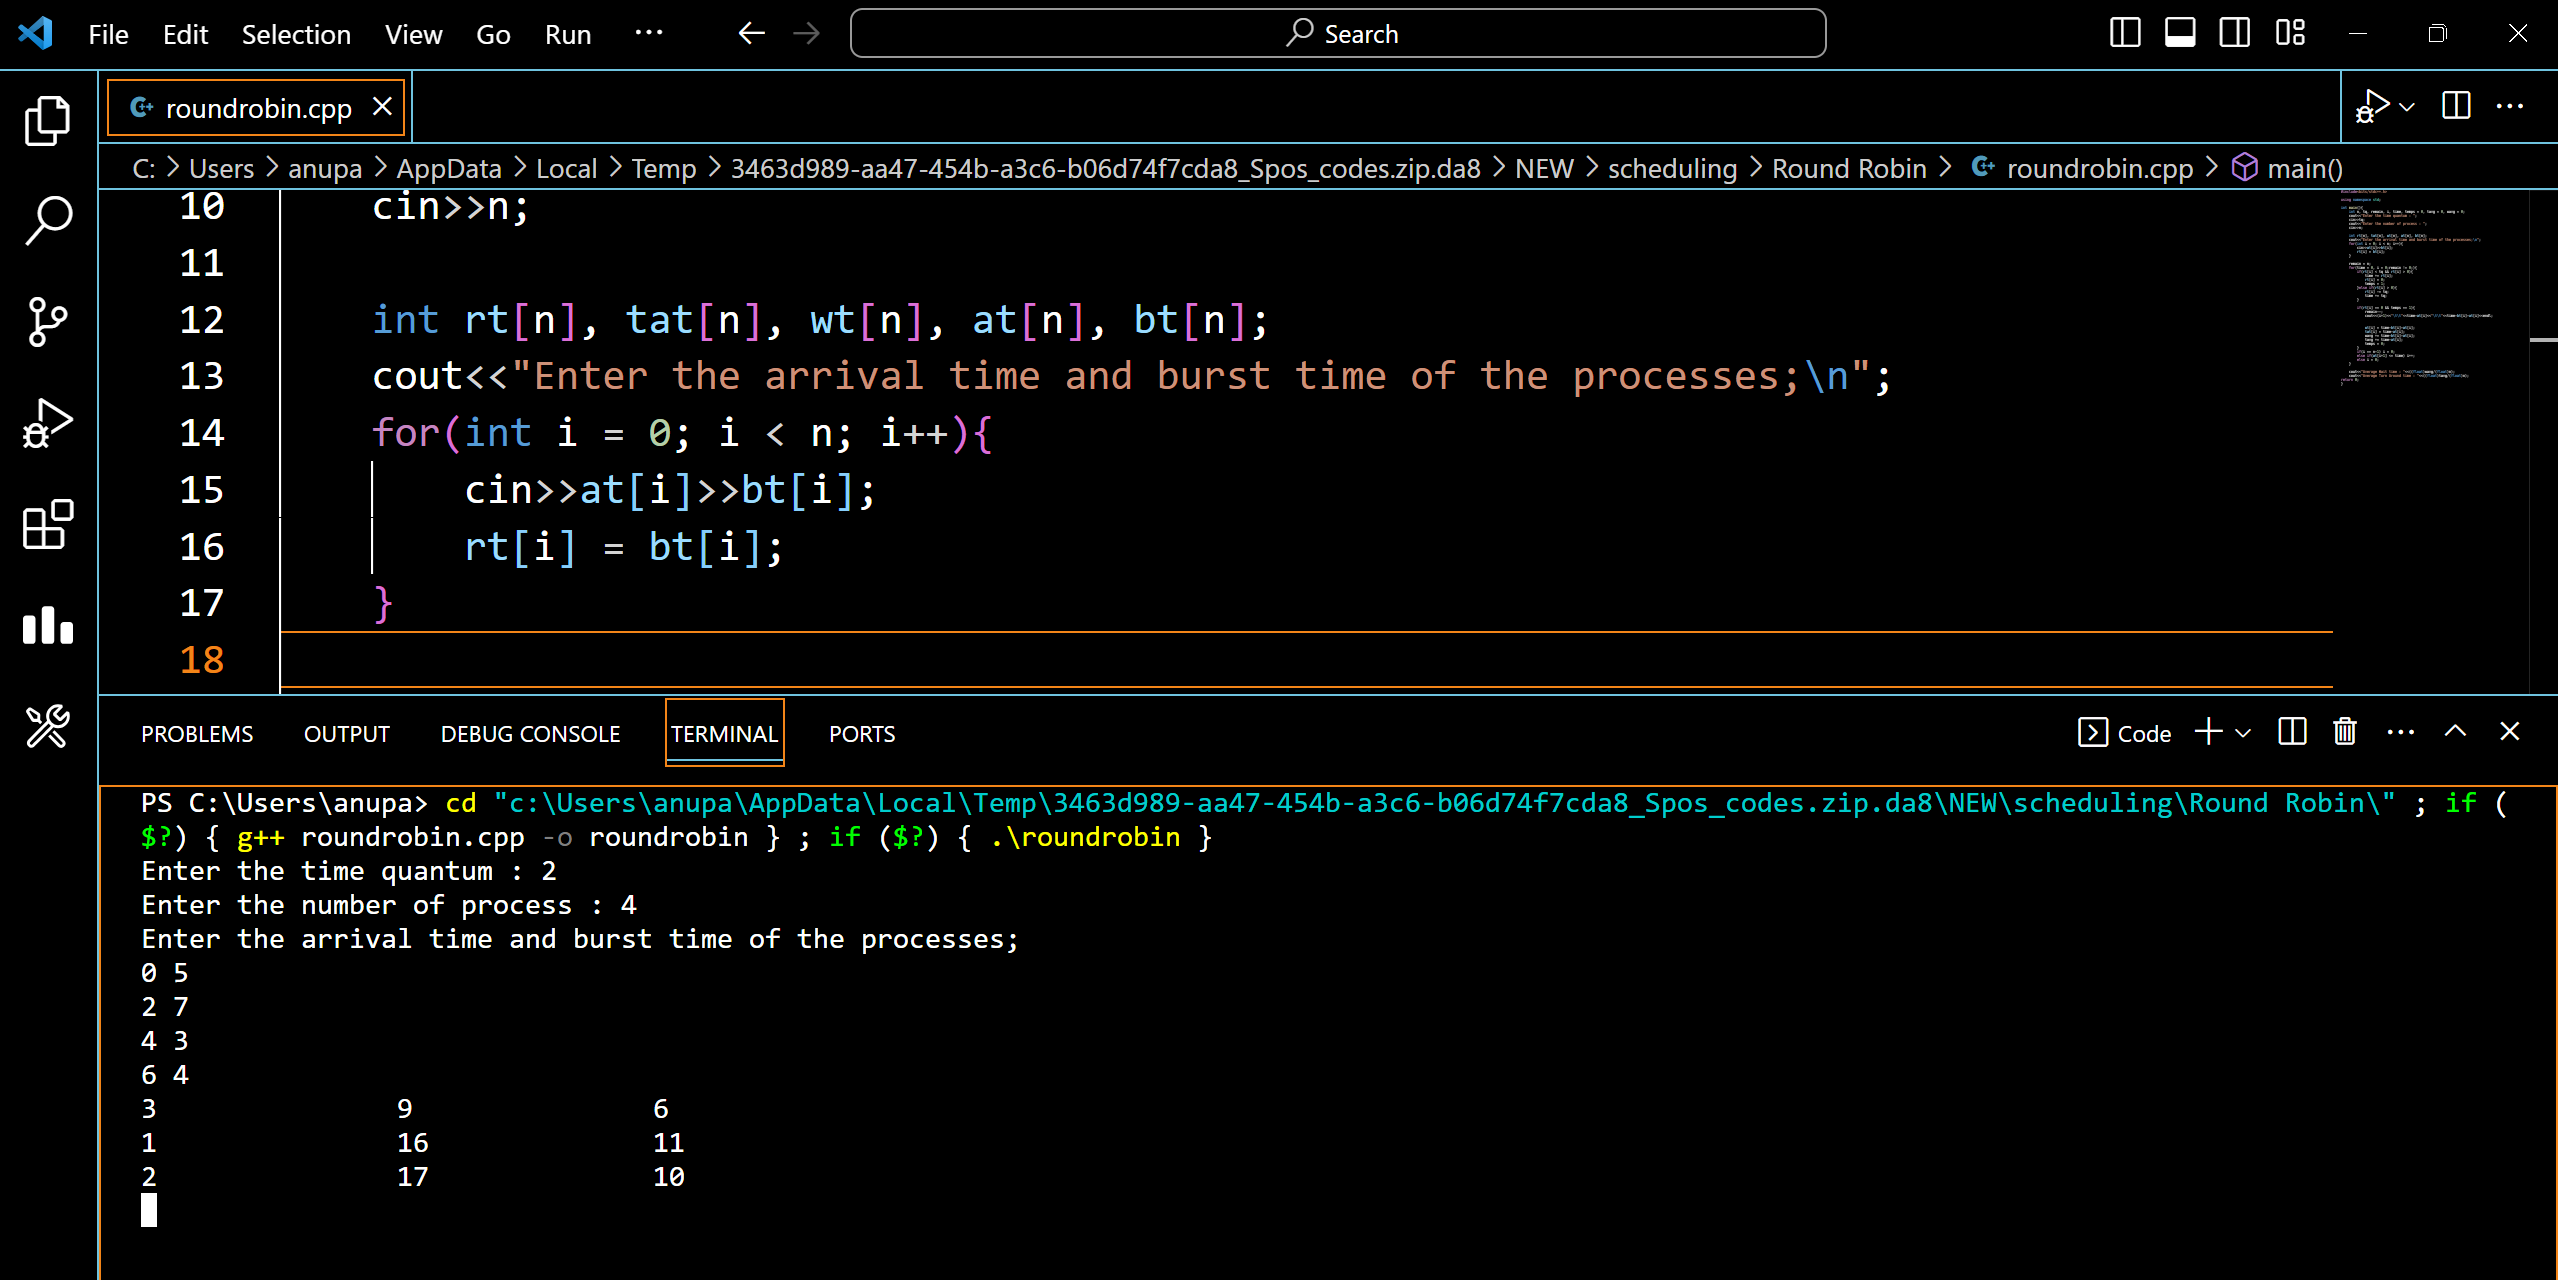 File Edit Selection View Go Run ··· Search
roundrobin.cpp
C: > Users > anupa > AppData > Local > Temp > 3463d989-aa47-454b-a3c6-b06d74f7cda8_Spos_codes.zip.da8 > NEW > scheduling > Round Robin > roundrobin.cpp > main()
10 cin>>n;
11
12 int rt[n], tat[n], wt[n], at[n], bt[n];
13 cout<<"Enter the arrival time and burst time of the processes;\n";
14 for(int i = 0; i < n; i++){
15 cin>>at[i]>>bt[i];
16 rt[i] = bt[i];
17 }
18
PROBLEMS OUTPUT DEBUG CONSOLE TERMINAL PORTS Code
PS C:\Users\anupa> cd "c:\Users\anupa\AppData\Local\Temp\3463d989-aa47-454b-a3c6-b06d74f7cda8_Spos_codes.zip.da8\NEW\scheduling\Round Robin\" ; if (
$?) { g++ roundrobin.cpp -o roundrobin } ; if ($?) { .\roundrobin }
Enter the time quantum : 2
Enter the number of process : 4
Enter the arrival time and burst time of the processes;
0 5
2 7
4 3
6 4
3 9 6
1 16 11
2 17 10